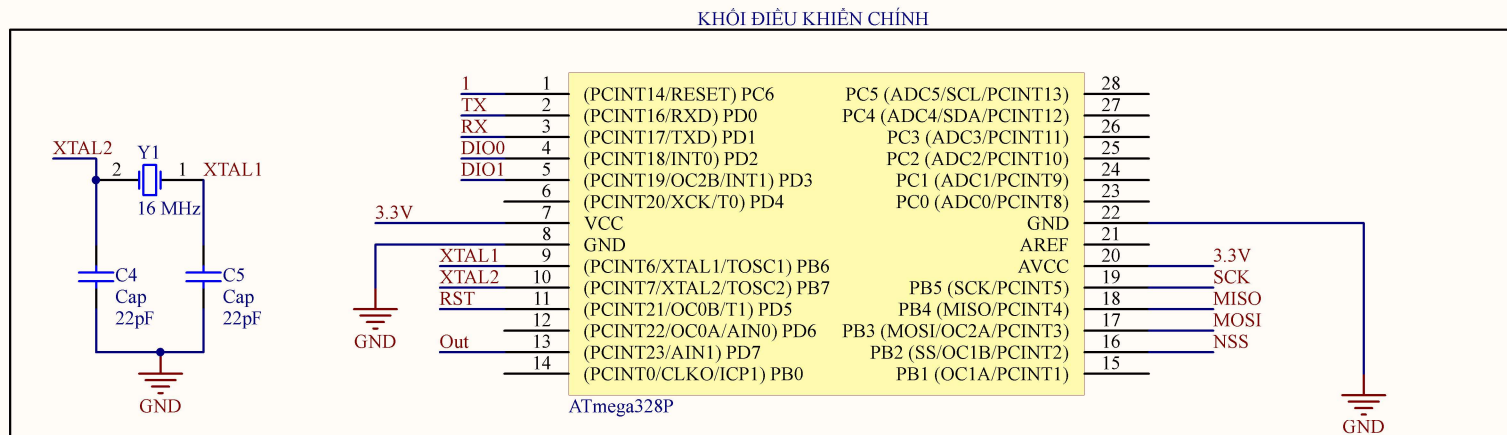 KHỐI ĐIỀU KHIỂN CHÍNH
XTAL2
Y1
2
1
XTAL1
16 MHz
C4
Cap
22pF
C5
Cap
22pF
GND
1 1 (PCINT14/RESET) PC6
TX 2 (PCINT16/RXD) PD0
RX 3 (PCINT17/TXD) PD1
DIO0 4 (PCINT18/INT0) PD2
DIO1 5 (PCINT19/OC2B/INT1) PD3
6 (PCINT20/XCK/T0) PD4
3.3V 7 VCC
8 GND
XTAL1 9 (PCINT6/XTAL1/TOSC1) PB6
XTAL2 10 (PCINT7/XTAL2/TOSC2) PB7
RST 11 (PCINT21/OC0B/T1) PD5
12 (PCINT22/OC0A/AIN0) PD6
Out 13 (PCINT23/AIN1) PD7
14 (PCINT0/CLKO/ICP1) PB0
GND
PC5 (ADC5/SCL/PCINT13) 28
PC4 (ADC4/SDA/PCINT12) 27
PC3 (ADC3/PCINT11) 26
PC2 (ADC2/PCINT10) 25
PC1 (ADC1/PCINT9) 24
PC0 (ADC0/PCINT8) 23
GND 22
AREF 21
AVCC 20 3.3V
PB5 (SCK/PCINT5) 19 SCK
PB4 (MISO/PCINT4) 18 MISO
PB3 (MOSI/OC2A/PCINT3) 17 MOSI
PB2 (SS/OC1B/PCINT2) 16 NSS
PB1 (OC1A/PCINT1) 15
ATmega328P
GND